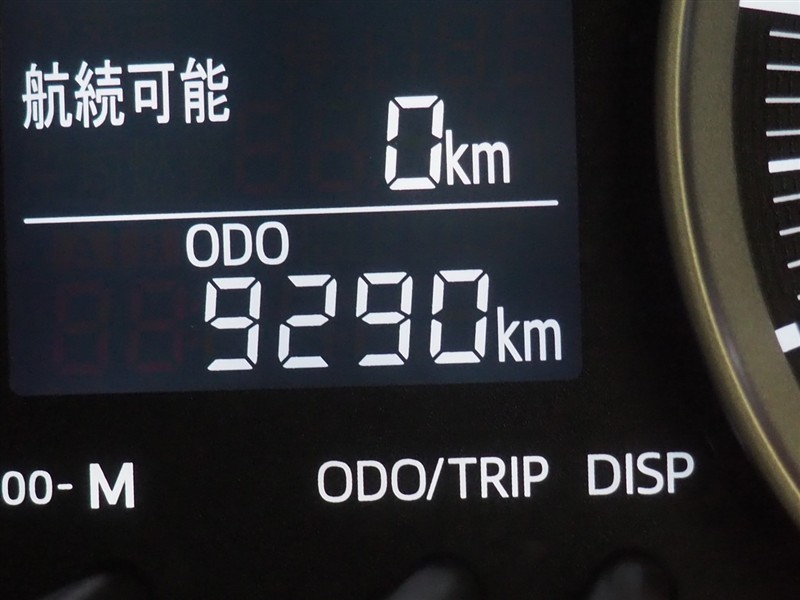 航続可能
0km
ODO
9290km
00-M ODO/TRIP DISP